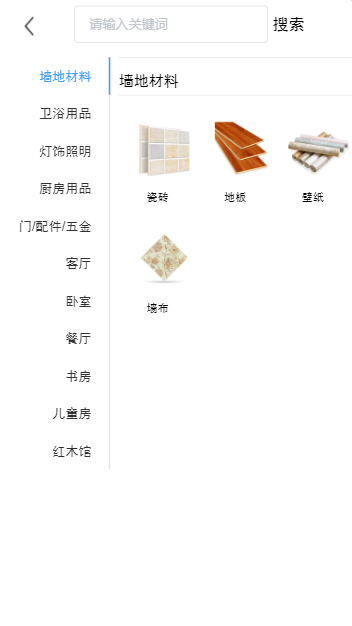 请输入关键词
搜索
墙地材料
卫浴用品
灯饰照明
厨房用品
门/配件/五金
客厅
卧室
餐厅
书房
儿童房
红木馆
墙地材料
瓷砖
地板
壁纸
墙布